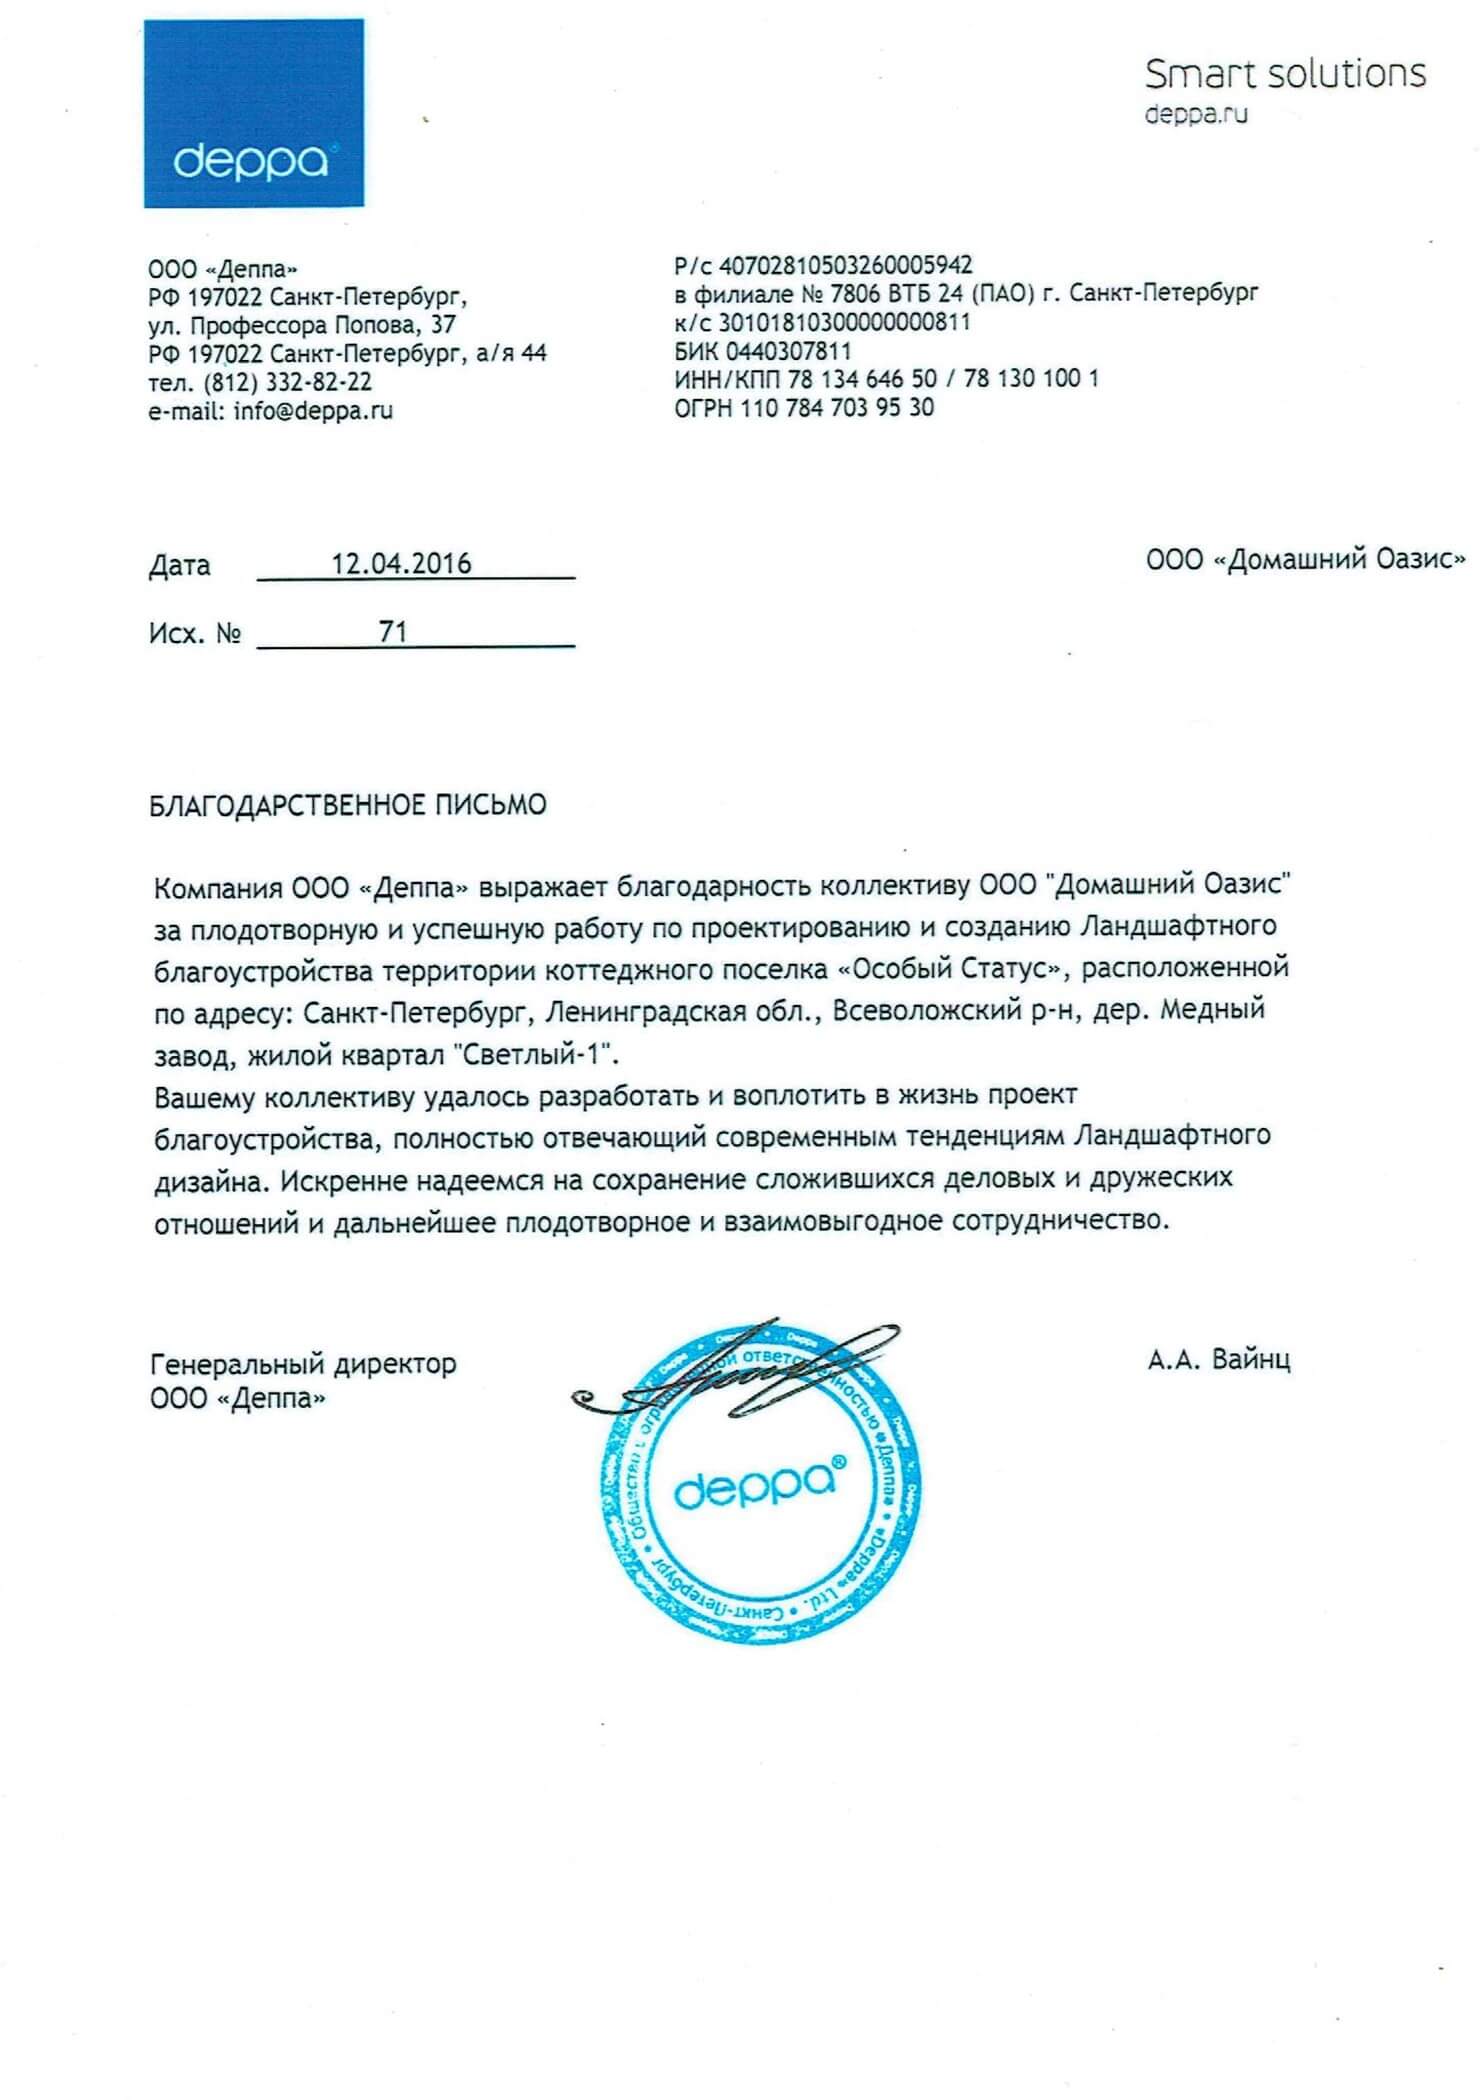 deppa®
Smart solutions
deppa.ru
ООО «Деппа»
РФ 197022 Санкт-Петербург,
ул. Профессора Попова, 37
РФ 197022 Санкт-Петербург, а/я 44
тел. (812) 332-82-22
e-mail: info@deppa.ru
Р/с 40702810503260005942
в филиале № 7806 ВТБ 24 (ПАО) г. Санкт-Петербург
к/с 30101810300000000811
БИК 0440307811
ИНН/КПП 78 134 646 50 / 78 130 100 1
ОГРН 110 784 703 95 30
Дата 12.04.2016
ООО «Домашний Оазис»
Исх. № 71
БЛАГОДАРСТВЕННОЕ ПИСЬМО
Компания ООО «Деппа» выражает благодарность коллективу ООО "Домашний Оазис"
за плодотворную и успешную работу по проектированию и созданию Ландшафтного
благоустройства территории коттеджного поселка «Особый Статус», расположенной
по адресу: Санкт-Петербург, Ленинградская обл., Всеволожский р-н, дер. Медный
завод, жилой квартал "Светлый-1".
Вашему коллективу удалось разработать и воплотить в жизнь проект
благоустройства, полностью отвечающий современным тенденциям Ландшафтного
дизайна. Искренне надеемся на сохранение сложившихся деловых и дружеских
отношений и дальнейшее плодотворное и взаимовыгодное сотрудничество.
Генеральный директор
ООО «Деппа»
А.А. Вайнц
ответственностью «Деппа» • «Deppa» Ltd. • Санкт-Петербург •
deppa®